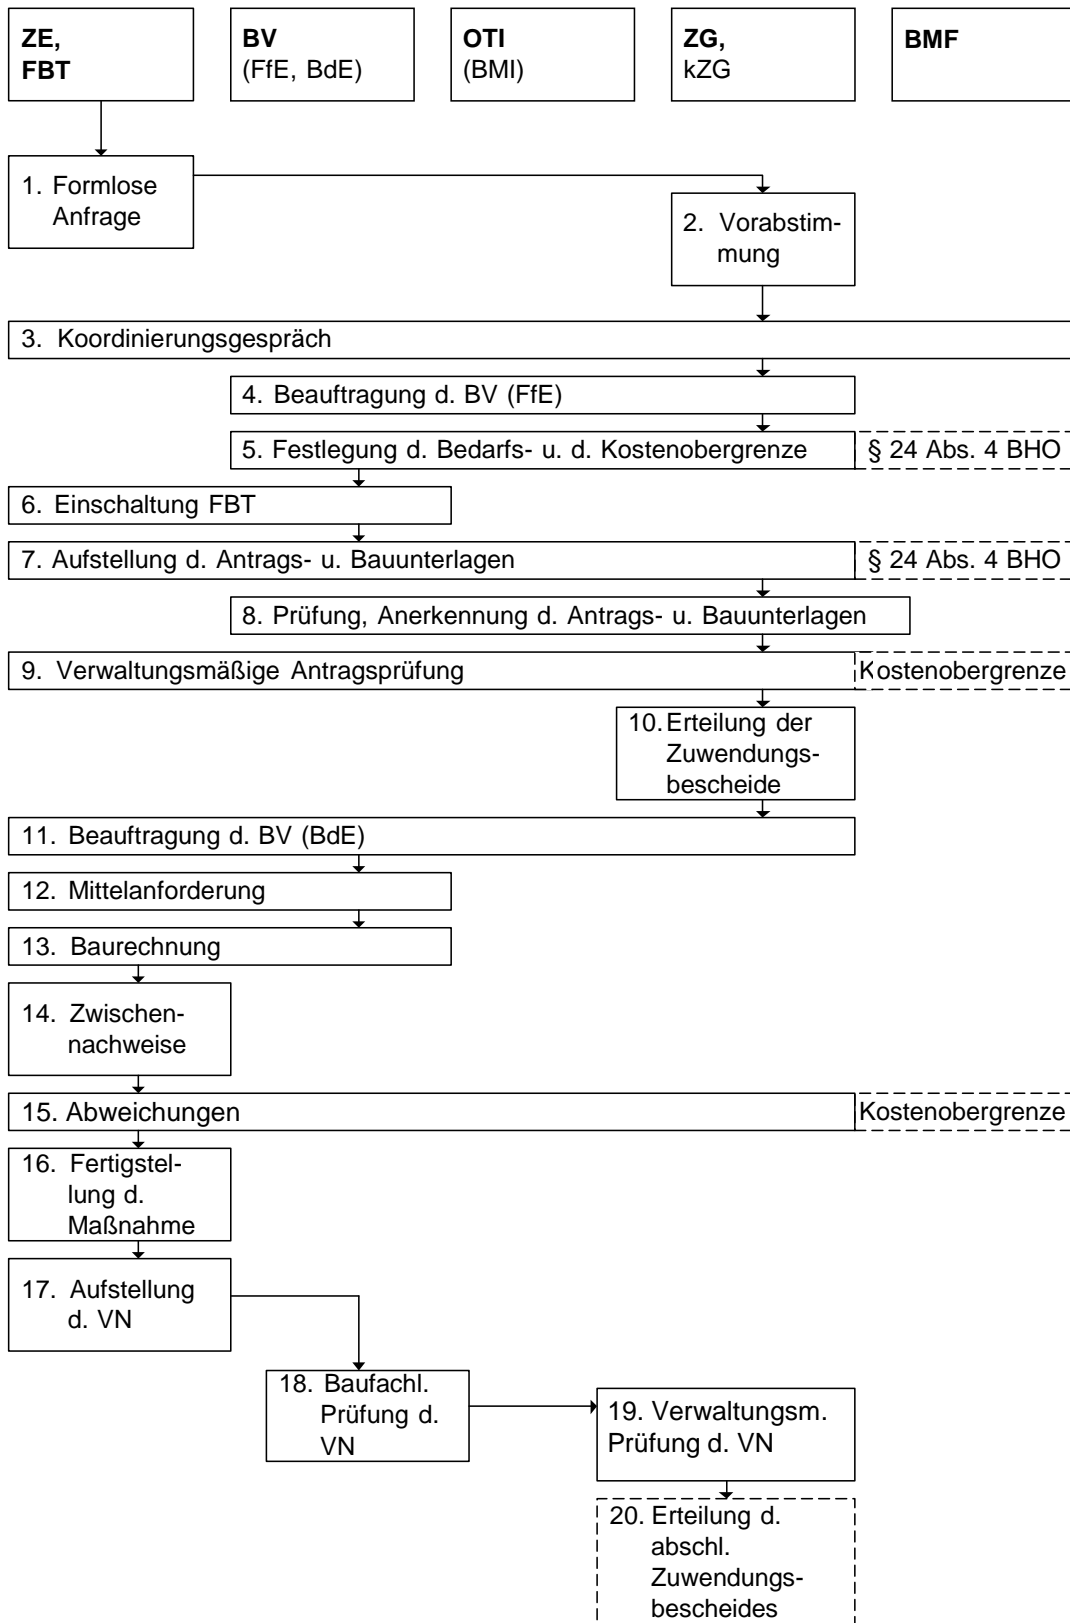 ZE,
FBT
BV
(FfE, BdE)
OTI
(BMI)
ZG,
kZG
BMF
1. Formlose
Anfrage
2. Vorabstim-
mung
3. Koordinierungsgespräch
4. Beauftragung d. BV (FfE)
5. Festlegung d. Bedarfs- u. d. Kostenobergrenze
§ 24 Abs. 4 BHO
6. Einschaltung FBT
7. Aufstellung d. Antrags- u. Bauunterlagen
§ 24 Abs. 4 BHO
8. Prüfung, Anerkennung d. Antrags- u. Bauunterlagen
9. Verwaltungsmäßige Antragsprüfung
Kostenobergrenze
10. Erteilung der
Zuwendungs-
bescheide
11. Beauftragung d. BV (BdE)
12. Mittelanforderung
13. Baurechnung
14. Zwischen-
nachweise
15. Abweichungen
Kostenobergrenze
16. Fertigstel-
lung d.
Maßnahme
17. Aufstellung
d. VN
18. Baufachl.
Prüfung d.
VN
19. Verwaltungsm.
Prüfung d. VN
20. Erteilung d.
abschl.
Zuwendungs-
bescheides